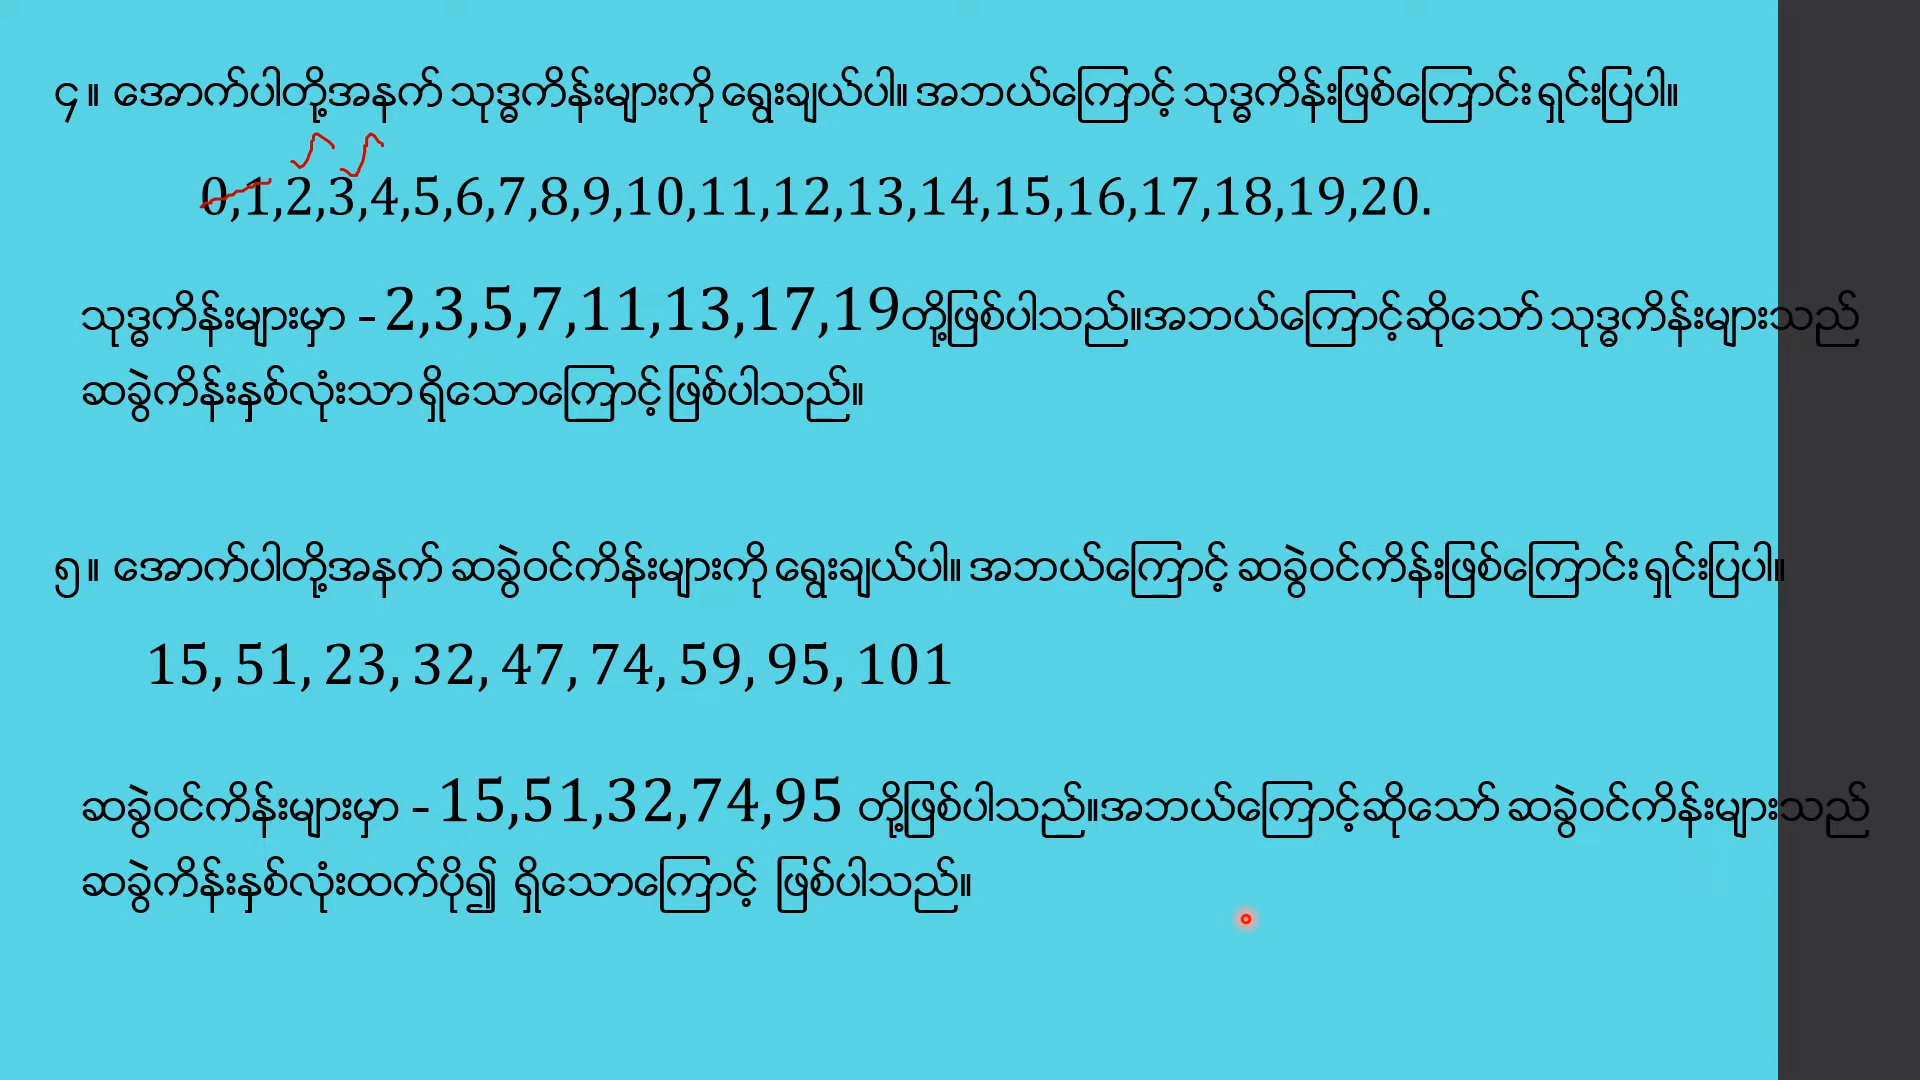 ၄။ အောက်ပါတို့အနက် သုဒ္ဓကိန်းများကို ရွေးချယ်ပါ။ အဘယ်ကြောင့် သုဒ္ဓကိန်းဖြစ်ကြောင်း ရှင်းပြပါ။
0,1,2,3,4,5,6,7,8,9,10,11,12,13,14,15,16,17,18,19,20.
သုဒ္ဓကိန်းများမှာ -2,3,5,7,11,13,17,19တို့ဖြစ်ပါသည်။အဘယ်ကြောင့်ဆိုသော် သုဒ္ဓကိန်းများသည်
ဆခွဲကိန်းနှစ်လုံးသာ ရှိသောကြောင့် ဖြစ်ပါသည်။
၅။ အောက်ပါတို့အနက် ဆခွဲဝင်ကိန်းများကို ရွေးချယ်ပါ။ အဘယ်ကြောင့် ဆခွဲဝင်ကိန်းဖြစ်ကြောင်း ရှင်းပြပါ။
15, 51, 23, 32, 47, 74, 59, 95, 101
ဆခွဲဝင်ကိန်းများမှာ -15,51,32,74,95 တို့ဖြစ်ပါသည်။အဘယ်ကြောင့်ဆိုသော် ဆခွဲဝင်ကိန်းများသည်
ဆခွဲကိန်းနှစ်လုံးထက်ပို၍ ရှိသောကြောင့် ဖြစ်ပါသည်။